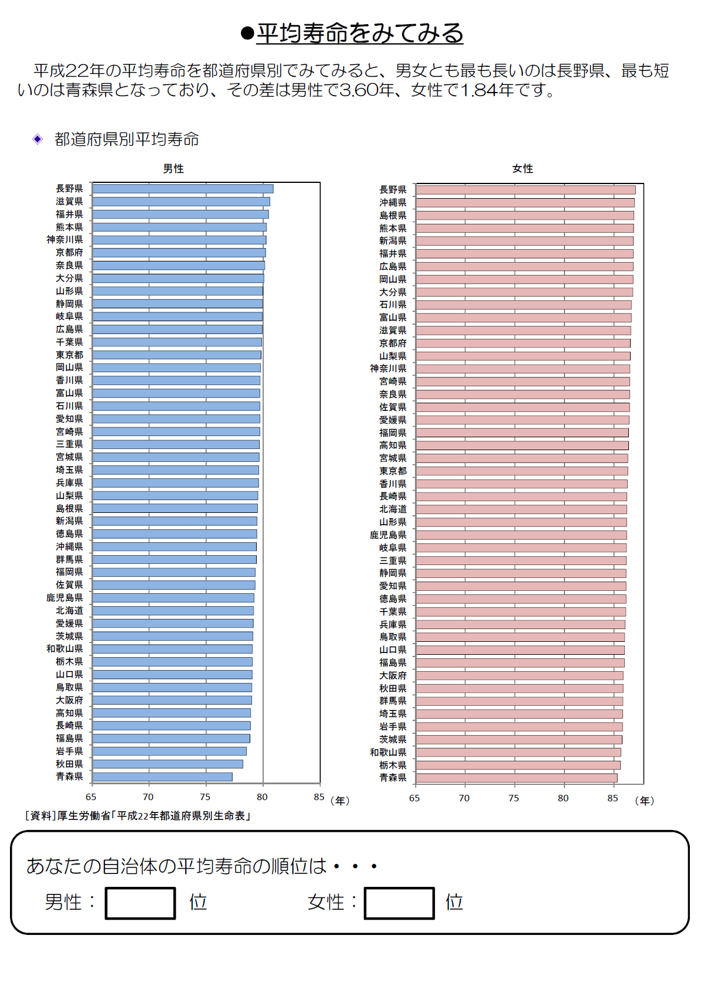 ●平均寿命をみてみる
平成22年の平均寿命を都道府県別でみてみると、男女とも最も長いのは長野県、最も短
いのは青森県となっており、その差は男性で3.60年、女性で1.84年です。
都道府県別平均寿命
男性
長野県
滋賀県
福井県
熊本県
神奈川県
京都府
奈良県
大分県
山形県
静岡県
岐阜県
広島県
千葉県
東京都
岡山県
香川県
富山県
石川県
愛知県
宮崎県
三重県
宮城県
埼玉県
兵庫県
山梨県
島根県
新潟県
徳島県
沖縄県
群馬県
福岡県
佐賀県
鹿児島県
北海道
愛媛県
茨城県
和歌山県
栃木県
山口県
鳥取県
大阪府
高知県
長崎県
福島県
岩手県
秋田県
青森県
65 70 75 80 85 (年)
女性
長野県
沖縄県
島根県
熊本県
新潟県
福井県
広島県
岡山県
大分県
石川県
富山県
滋賀県
京都府
山梨県
神奈川県
宮崎県
奈良県
佐賀県
愛媛県
福岡県
高知県
宮城県
東京都
香川県
長崎県
北海道
山形県
鹿児島県
岐阜県
三重県
静岡県
愛知県
徳島県
千葉県
兵庫県
鳥取県
山口県
福島県
大阪府
秋田県
群馬県
埼玉県
岩手県
茨城県
和歌山県
栃木県
青森県
65 70 75 80 85 (年)
[資料]厚生労働省「平成22年都道府県別生命表」
あなたの自治体の平均寿命の順位は・・・
男性： 位 女性： 位